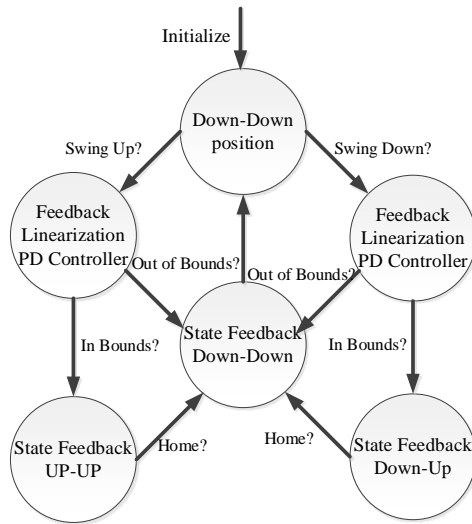 Initialize
Down-Down
position
Swing Up?
Swing Down?
Feedback
Linearization
PD Controller
Feedback
Linearization
PD Controller
Out of Bounds?
Out of Bounds?
State Feedback
Down-Down
In Bounds?
In Bounds?
State Feedback
UP-UP
Home?
Home?
State Feedback
Down-Up